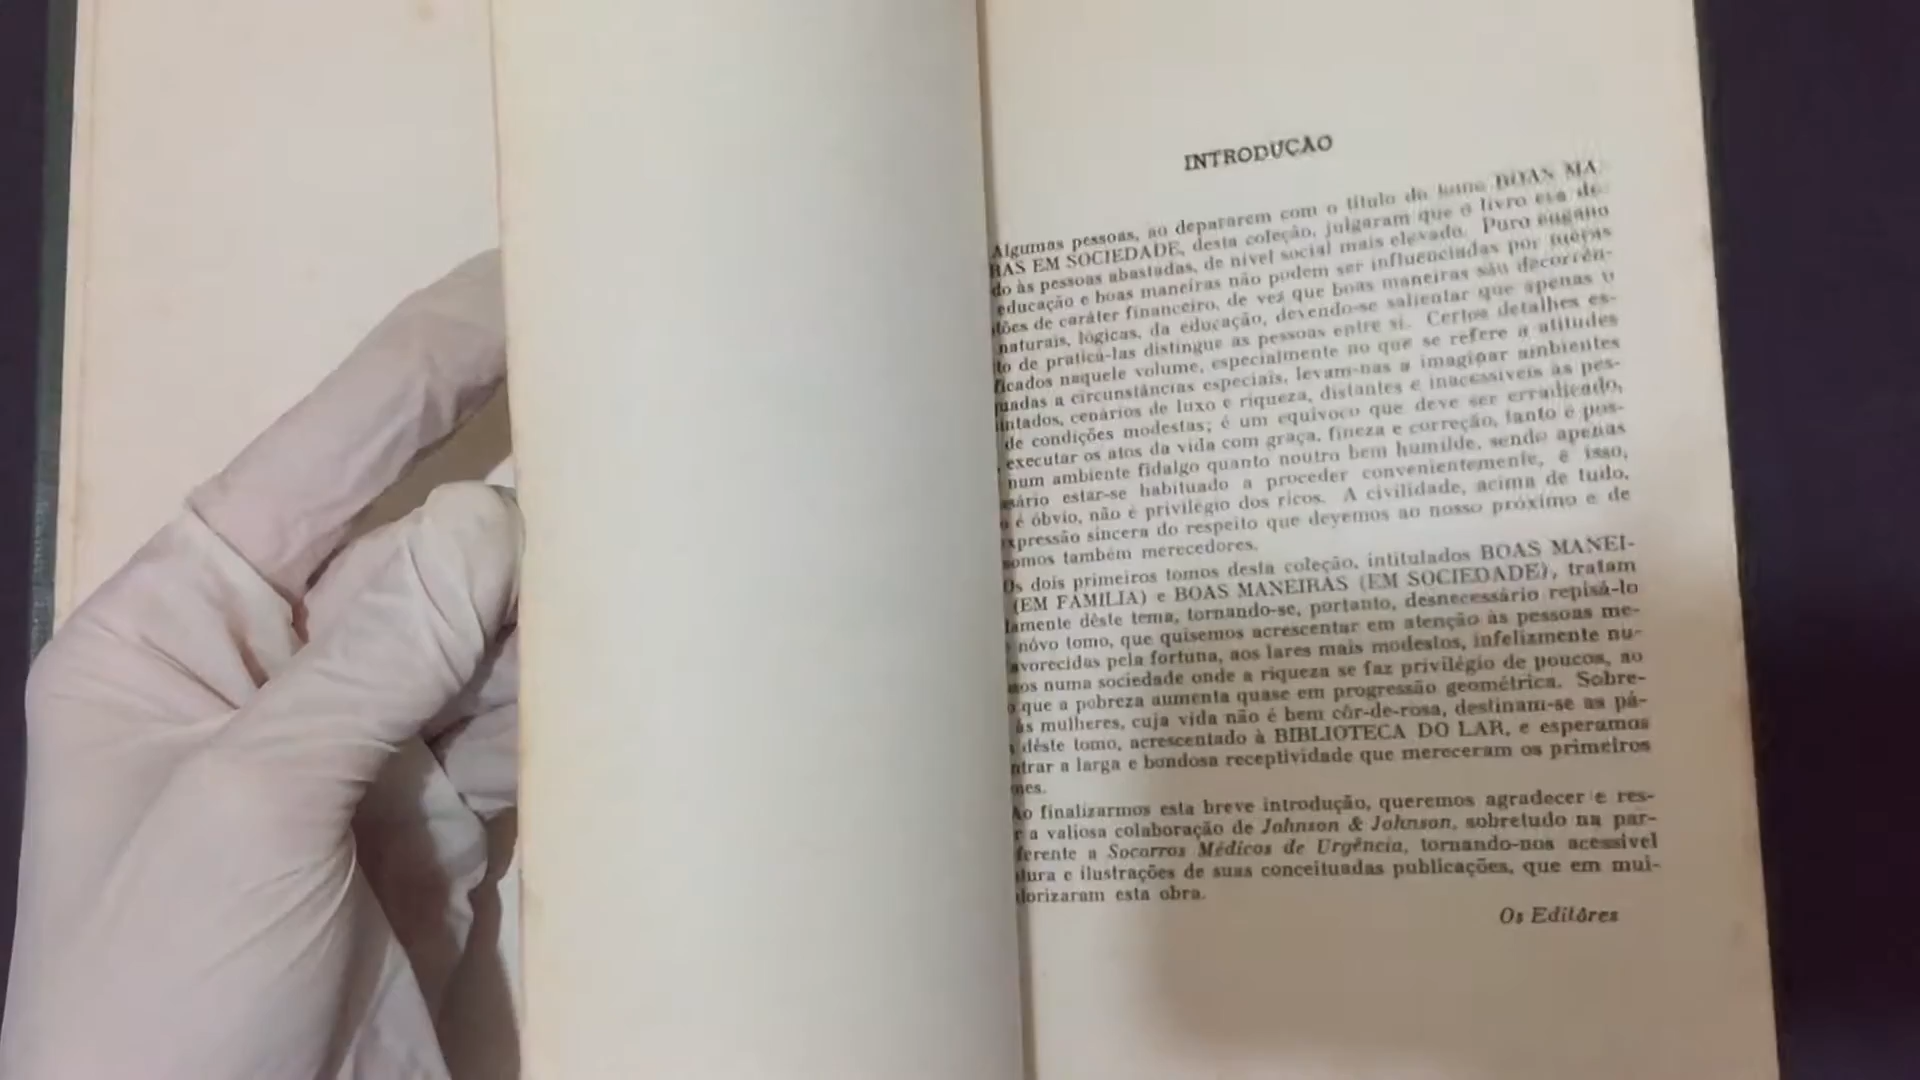 INTRODUÇÃO
Algumas pessoas, ao depararem com o título do tomo BOAS MA
RAS EM SOCIEDADE, desta coleção, julgaram que o livro era de-
do às pessoas abastadas, de nível social mais elevado. Puro engano
educação e boas maneiras não podem ser influenciadas por meras
tões de caráter financeiro, de vez que boas maneiras são decorrên-
naturais, lógicas, da educação, devendo-se salientar que apenas o
to de praticá-las distingue as pessoas entre si. Certos detalhes es-
ficados naquele volume, especialmente no que se refere a atitudes
uadas a circunstâncias especiais, levam-nas a imaginar ambientes
intados, cenários de luxo e riqueza, distantes e inacessíveis às pes-
de condições modestas; é um equívoco que deve ser erradicado,
executar os atos da vida com graça, fineza e correção, tanto é pos-
num ambiente fidalgo quanto noutro bem humilde, sendo apenas
sário estar-se habituado a proceder convenientemente, e isso,
o é óbvio, não é privilégio dos ricos. A civilidade, acima de tudo,
xpressão sincera do respeito que devemos ao nosso próximo e de
somos também merecedores.
Os dois primeiros tomos desta coleção, intitulados BOAS MANEI-
(EM FAMÍLIA) e BOAS MANEIRAS (EM SOCIEDADE), tratam
lamente dêste tema, tornando-se, portanto, desnecessário repisá-lo
nôvo tomo, que quisemos acrescentar em atenção às pessoas me-
avorecidas pela fortuna, aos lares mais modestos, infelizmente nu-
sos numa sociedade onde a riqueza se faz privilégio de poucos, ao
o que a pobreza aumenta quase em progressão geométrica. Sobre-
às mulheres, cuja vida não é bem côr-de-rosa, destinam-se as pá-
dêste tomo, acrescentado à BIBLIOTECA DO LAR, e esperamos
ntrar a larga e bondosa receptividade que mereceram os primeiros
mes.
Ao finalizarmos esta breve introdução, queremos agradecer e res-
r a valiosa colaboração de Johnson & Johnson, sobretudo na par-
ferente a Socorros Médicos de Urgência, tornando-nos acessível
tura e ilustrações de suas conceituadas publicações, que em mui-
lorizaram esta obra.
Os Editôres